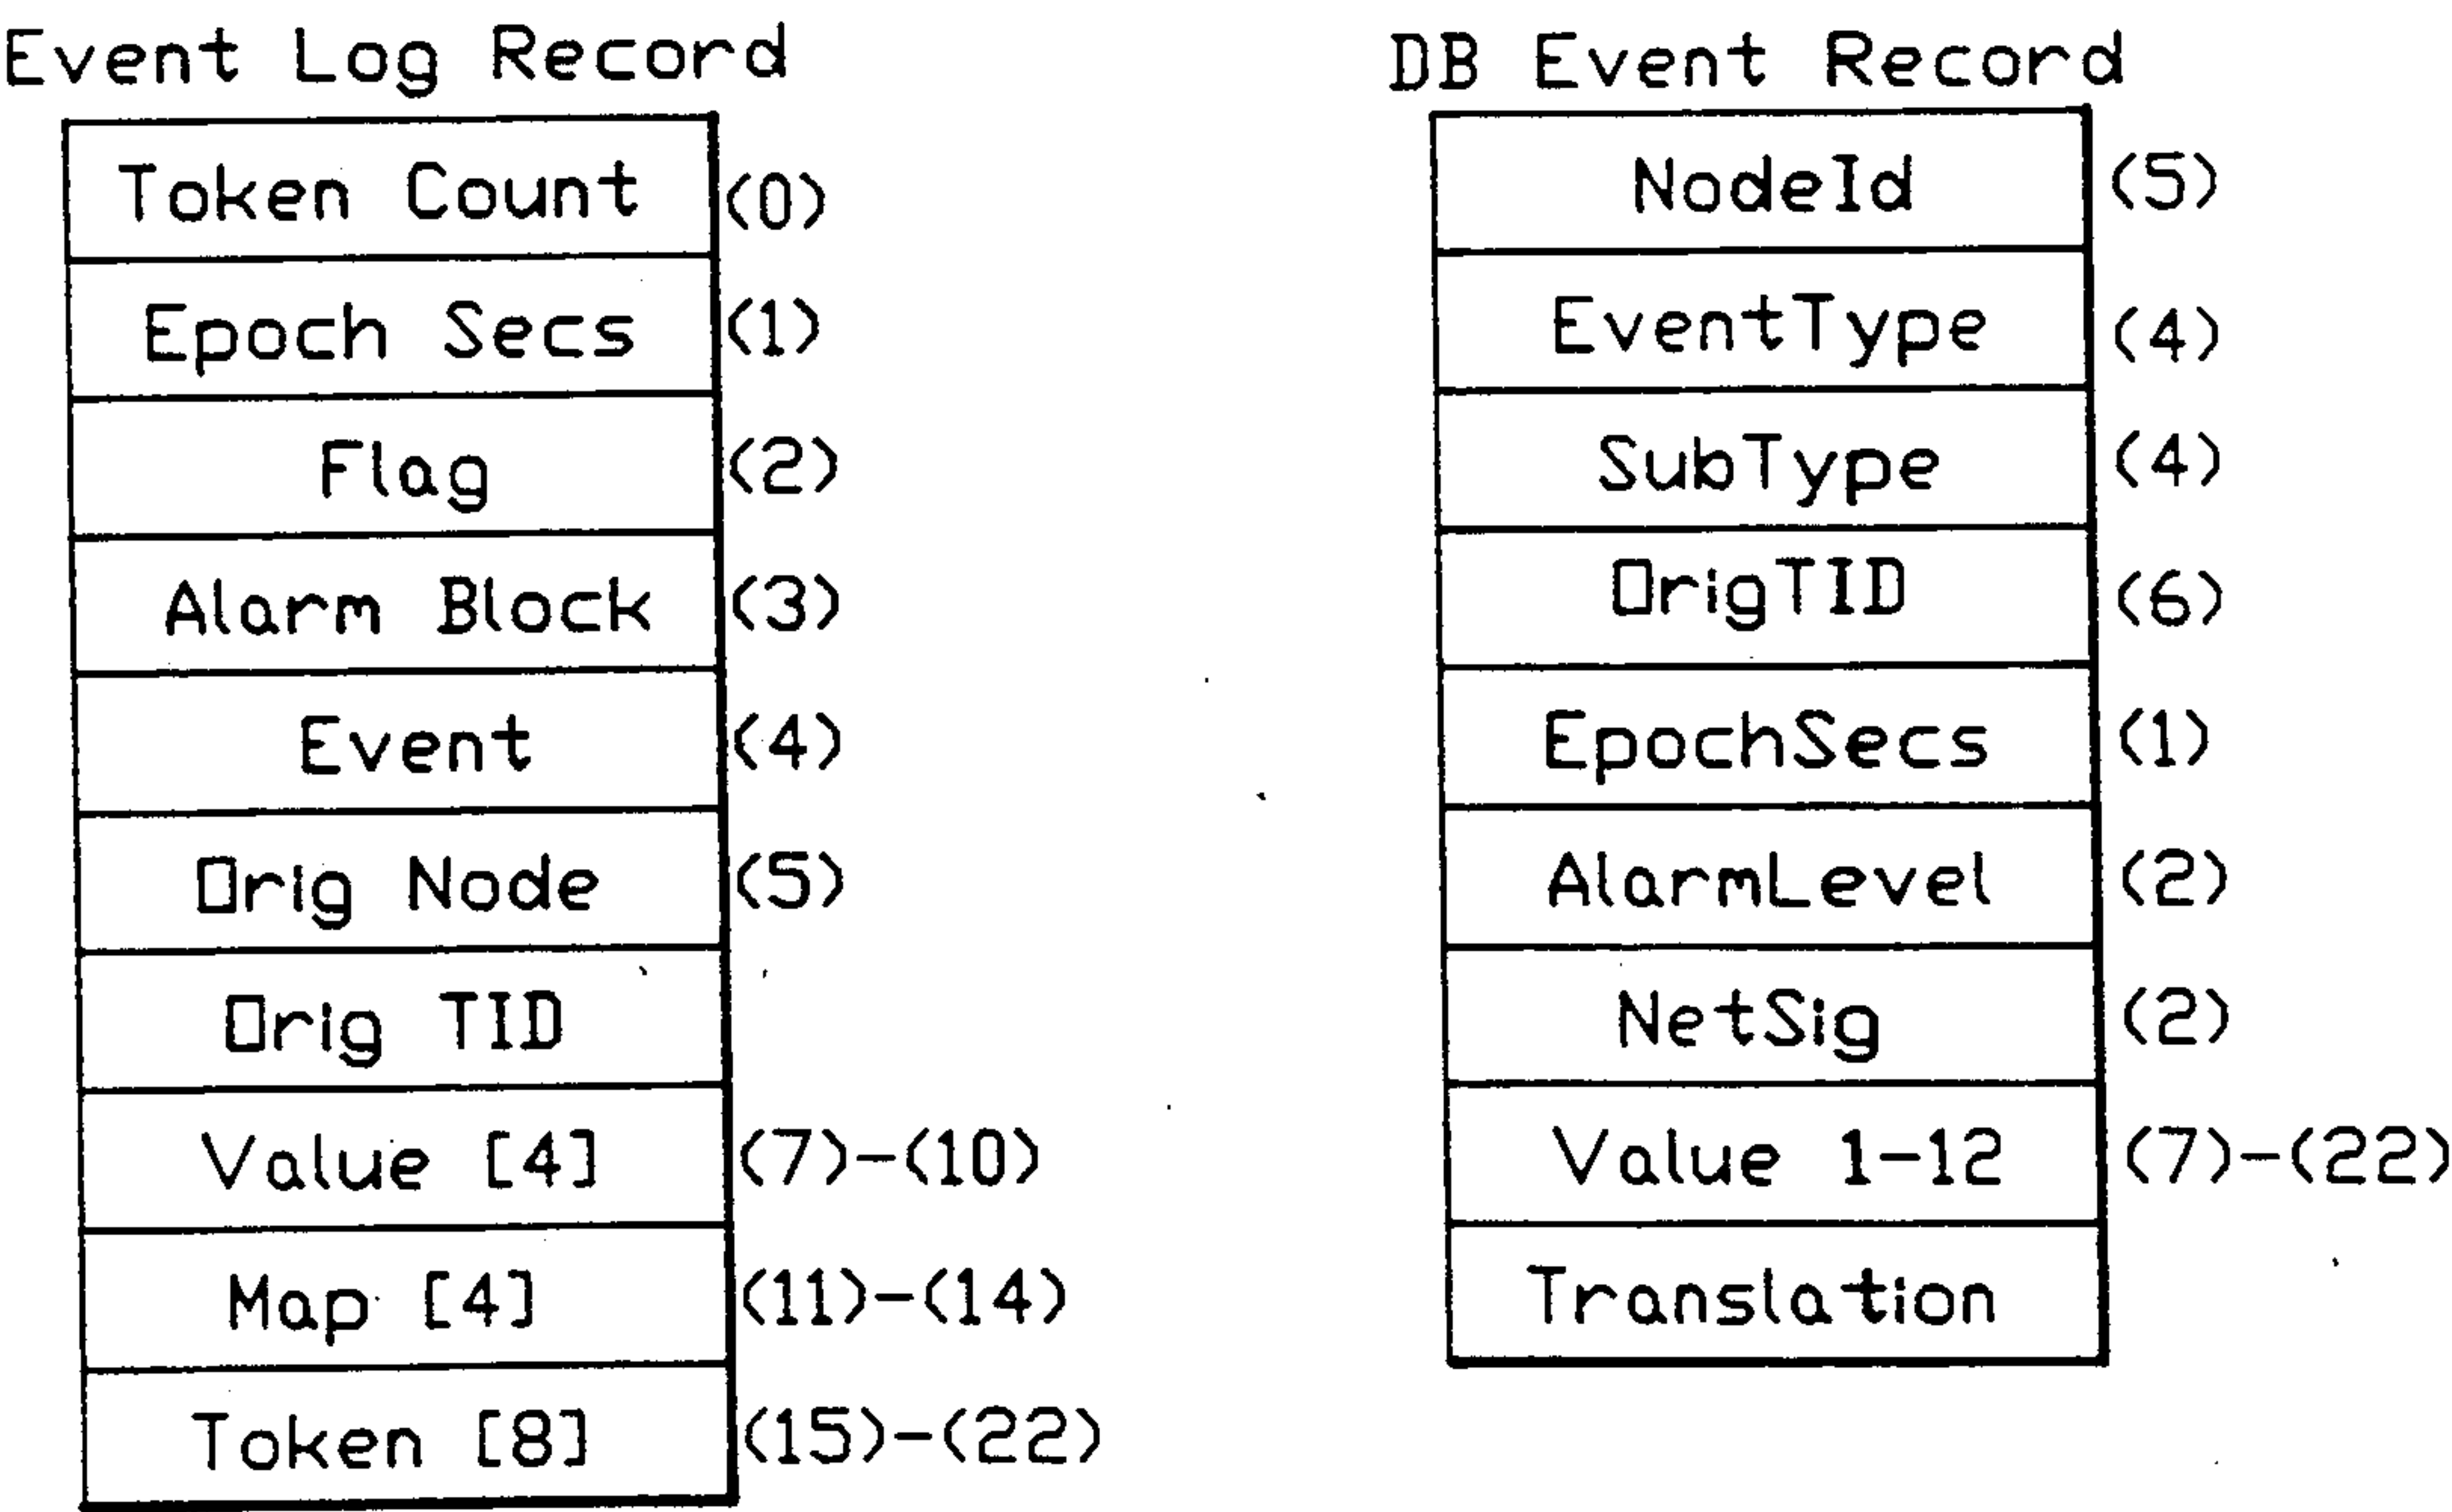 Event Log Record
Token Count (0)
Epoch Secs (1)
Flag (2)
Alarm Block (3)
Event (4)
Orig Node (5)
Orig TID
Value [4] (7)-(10)
Map [4] (11)-(14)
Token [8] (15)-(22)
DB Event Record
NodeId (5)
EventType (4)
SubType (4)
OrigTID (6)
EpochSecs (1)
AlarmLevel (2)
NetSig (2)
Value 1-12 (7)-(22)
Translation